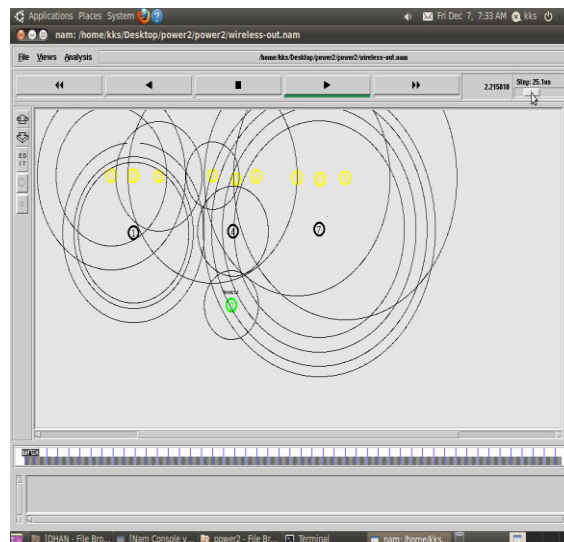 Applications Places System
Fri Dec 7, 7:33 AM kks
nam: /home/kks/Desktop/power2/power2/wireless-out.nam
File Views Analysis /home/kks/Desktop/power2/power2/wireless-out.nam
2.215810 Step: 25.1us
ED
IT
1 4 7
[DHAN - File Bro... [Nam Console v... power2 - File Br... Terminal nam: /home/kks...